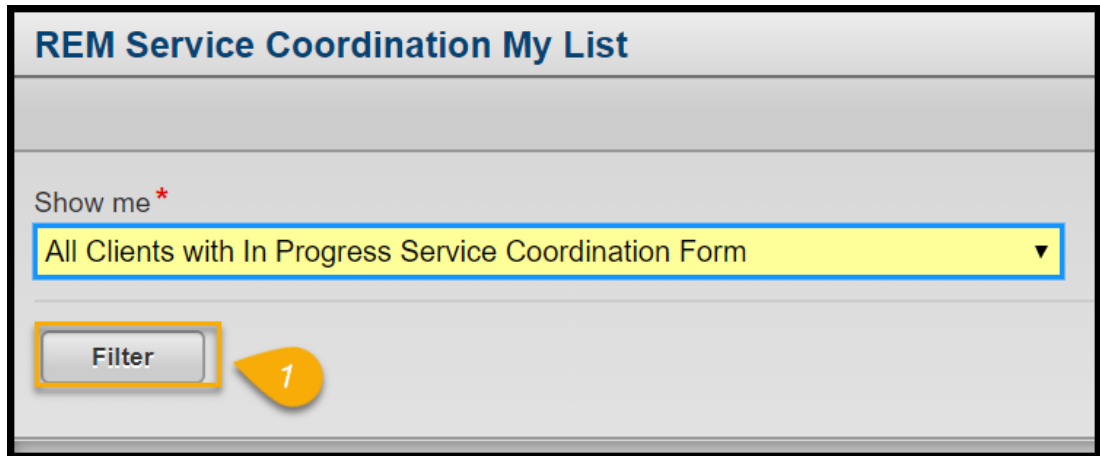 REM Service Coordination My List
Show me*
All Clients with In Progress Service Coordination Form
Filter
1